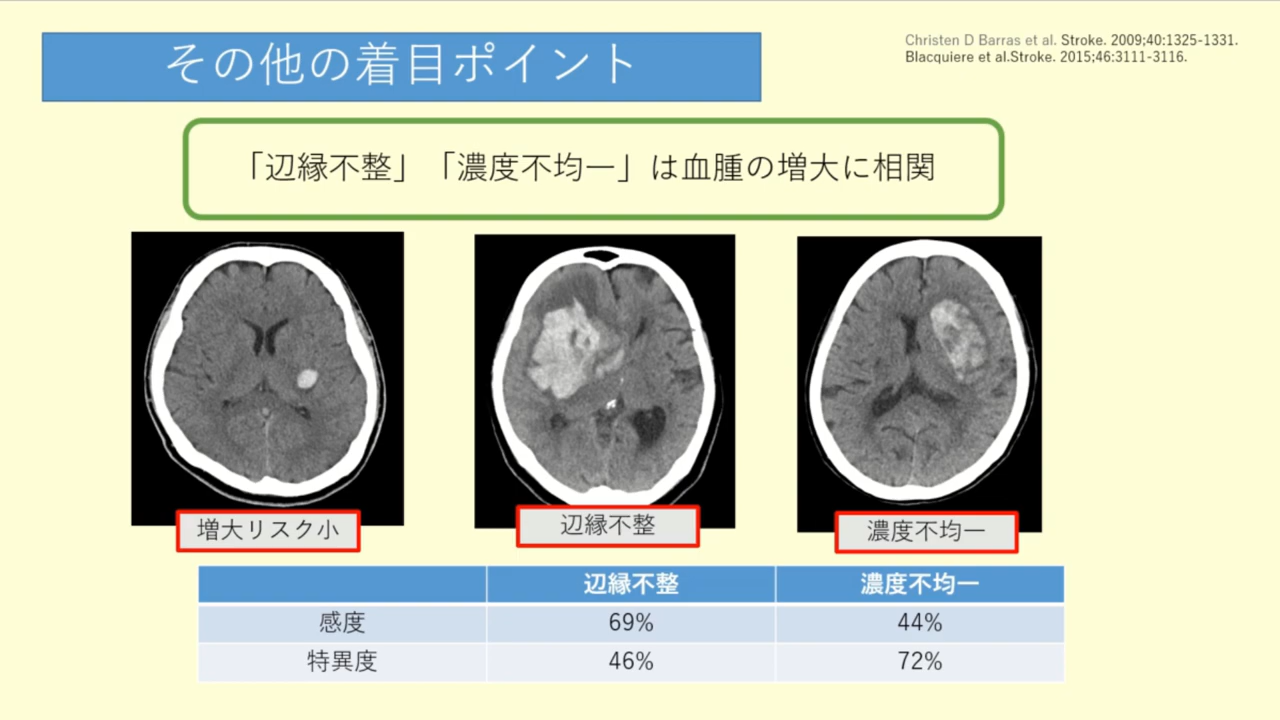 その他の着目ポイント
Christen D Barras et al. Stroke. 2009;40:1325-1331.
Blacquiere et al.Stroke. 2015;46:3111-3116.
「辺縁不整」「濃度不均一」は血腫の増大に相関
増大リスク小
辺縁不整
濃度不均一
辺縁不整 濃度不均一
感度 69% 44%
特異度 46% 72%